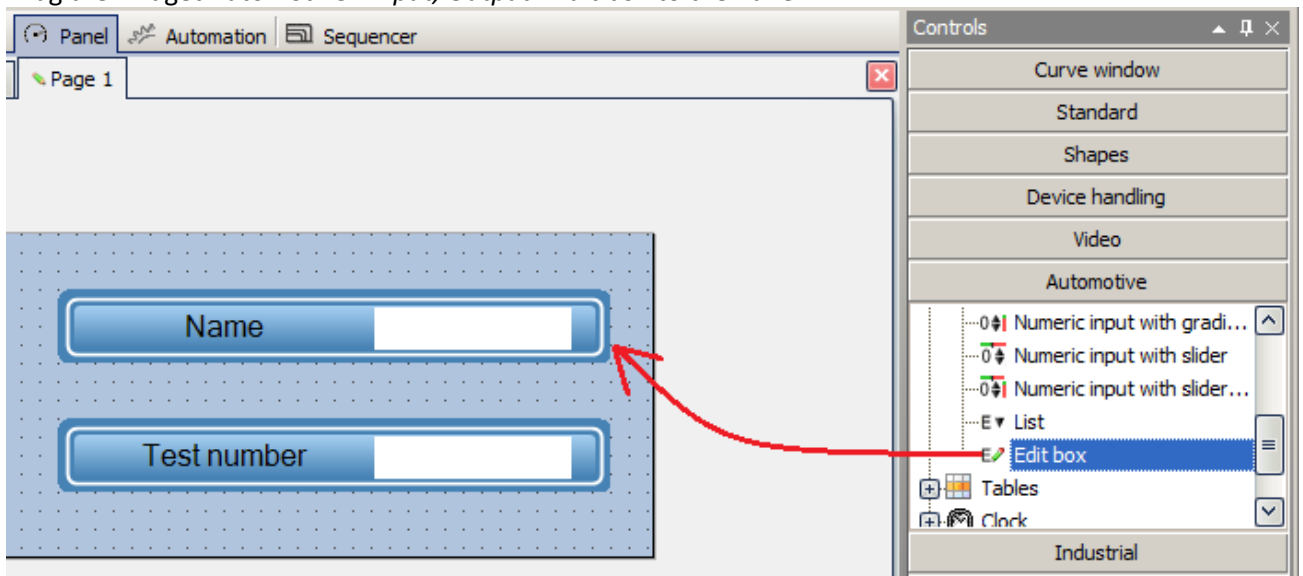 Panel Automation Sequencer
Page 1
Name
Test number
Controls
Curve window
Standard
Shapes
Device handling
Video
Automotive
Numeric input with gradi...
Numeric input with slider
Numeric input with slider...
List
Edit box
Tables
Clock
Industrial